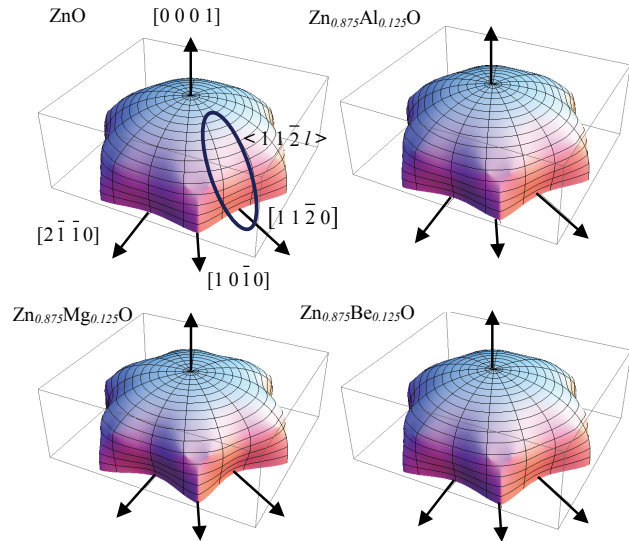 ZnO
[0 0 0 1]
Zn0.875Al0.125O
< 1 1 2̅ l >
[1 1 2̅ 0]
[2 1̅ 1̅ 0]
[1 0 1̅ 0]
Zn0.875Mg0.125O
Zn0.875Be0.125O